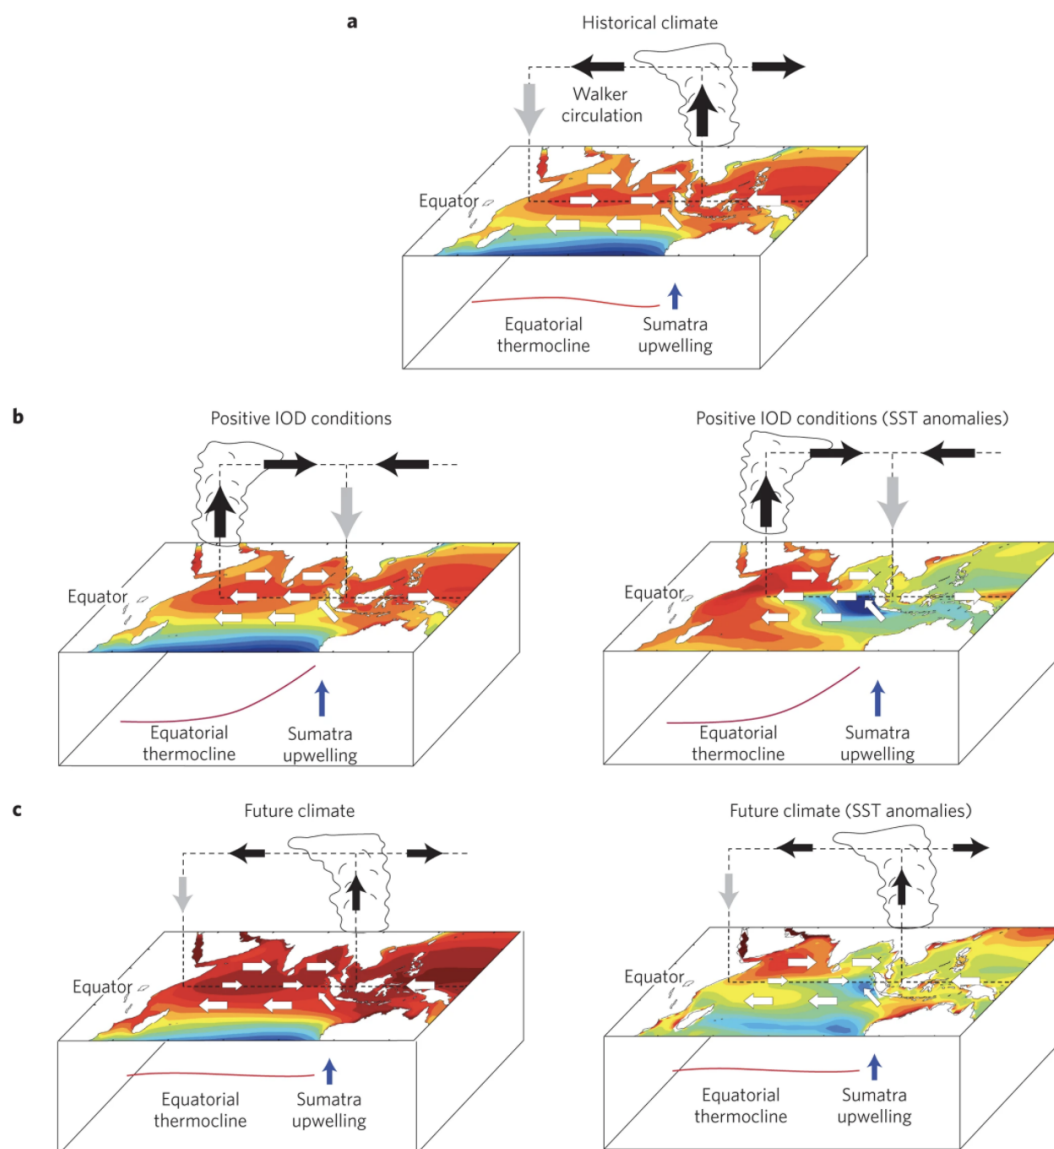 a
Historical climate
Walker
circulation
Equator
Equatorial
thermocline
Sumatra
upwelling
b
Positive IOD conditions
Equator
Equatorial
thermocline
Sumatra
upwelling
Positive IOD conditions (SST anomalies)
Equator
Equatorial
thermocline
Sumatra
upwelling
c
Future climate
Equator
Equatorial
thermocline
Sumatra
upwelling
Future climate (SST anomalies)
Equator
Equatorial
thermocline
Sumatra
upwelling